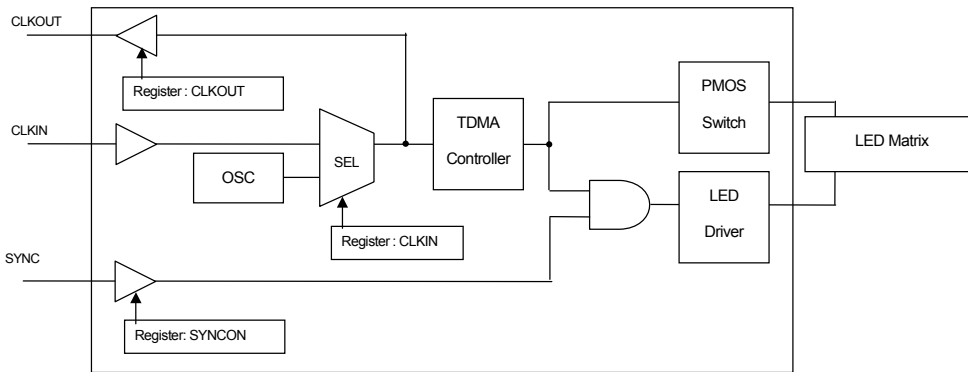 CLKOUT
Register : CLKOUT
CLKIN
OSC
SEL
Register : CLKIN
TDMA
Controller
PMOS
Switch
LED Matrix
LED
Driver
SYNC
Register: SYNCON